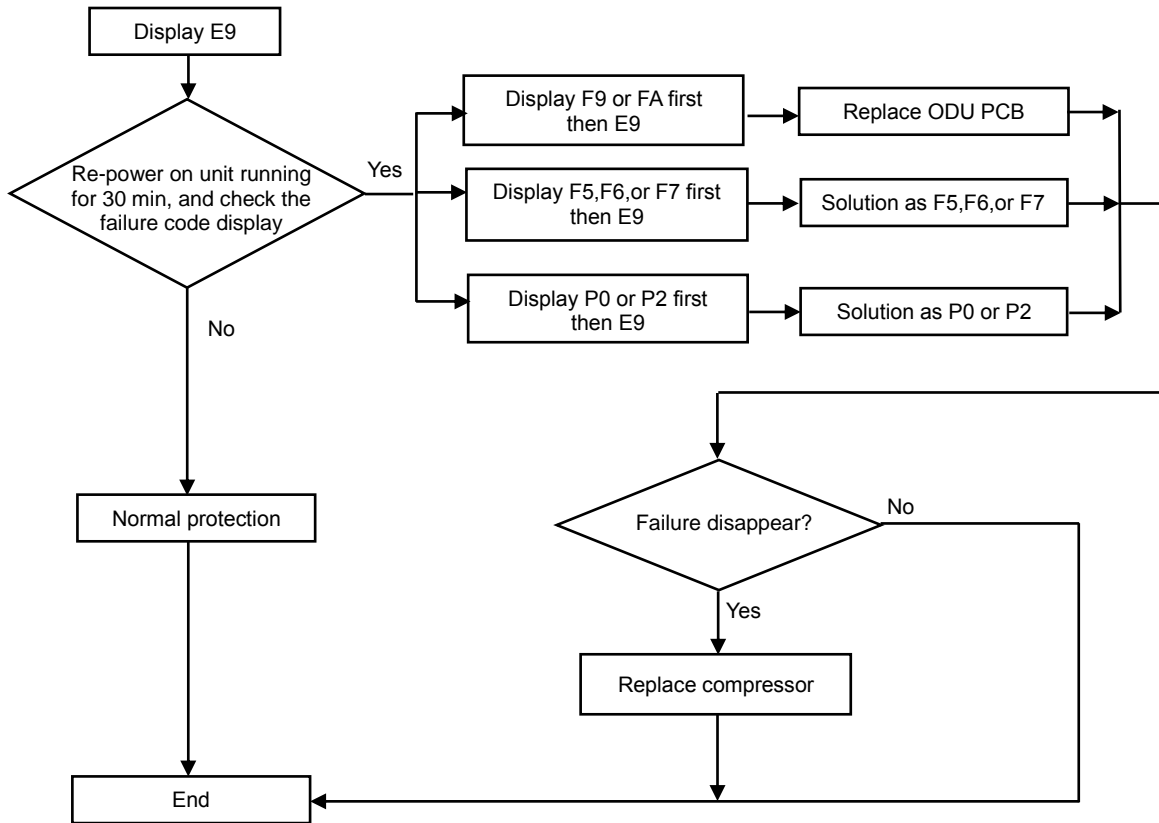 Display E9
Re-power on unit running
for 30 min, and check the
failure code display
Yes
No
Display F9 or FA first
then E9
Replace ODU PCB
Display F5,F6,or F7 first
then E9
Solution as F5,F6,or F7
Display P0 or P2 first
then E9
Solution as P0 or P2
Normal protection
Failure disappear?
No
Yes
Replace compressor
End